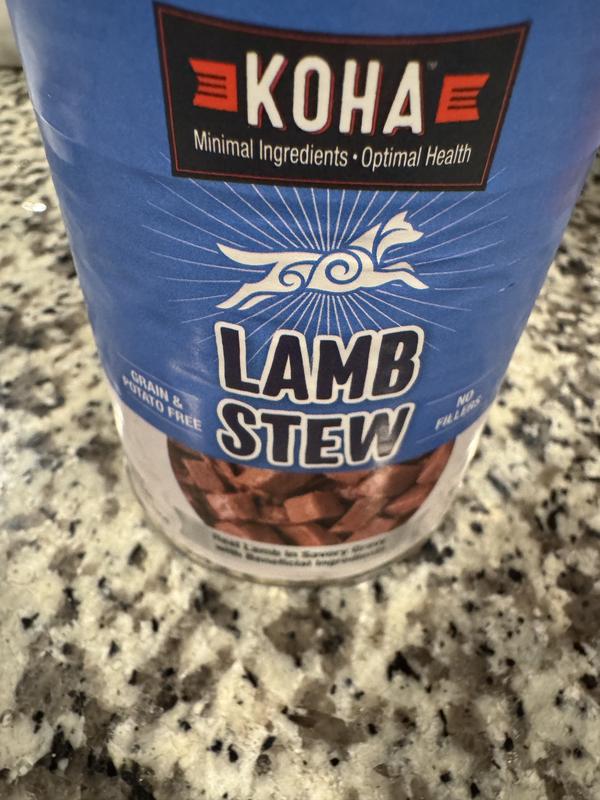 KOHA™
Minimal Ingredients • Optimal Health
LAMB
STEW
GRAIN &
POTATO FREE
NO
FILLERS
Real Lamb in Savory Gravy
with Beneficial Ingredients